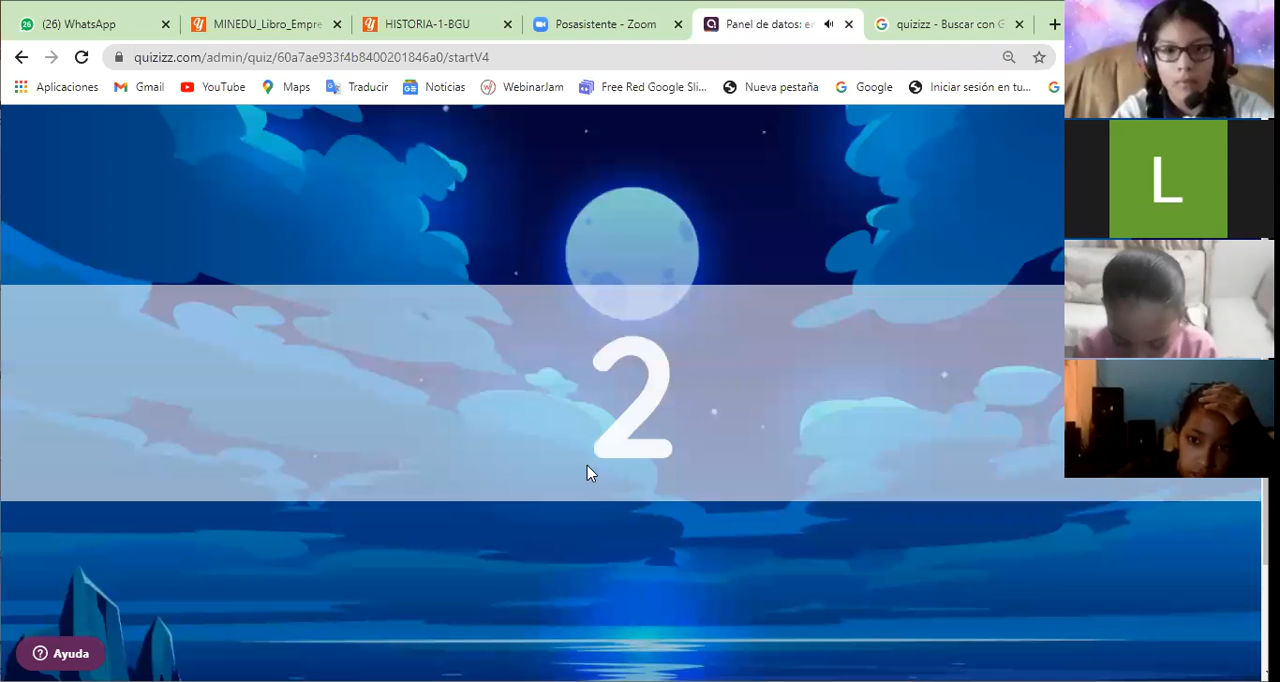 (26) WhatsApp
MINEDU_Libro_Empre
HISTORIA-1-BGU
Posasistente - Zoom
Panel de datos: en
quizizz - Buscar con G
quizizz.com/admin/quiz/60a7ae933f4b8400201846a0/startV4
Aplicaciones
Gmail
YouTube
Maps
Traducir
Noticias
WebinarJam
Free Red Google Sli...
Nueva pestaña
Google
Iniciar sesión en tu...
L
2
Ayuda